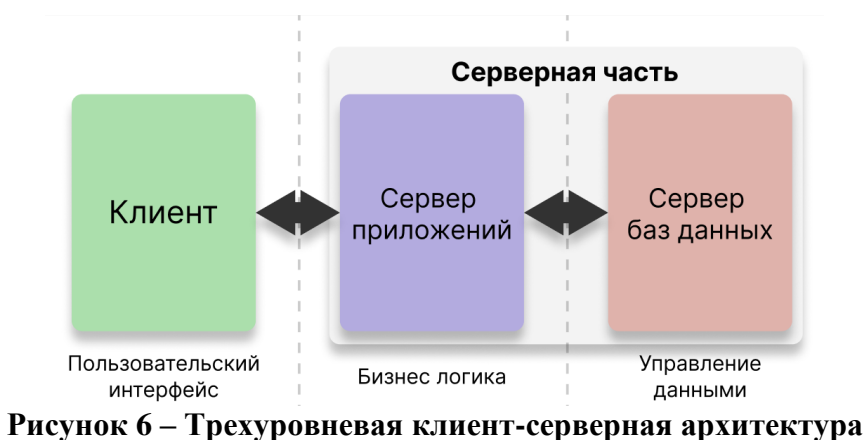 Серверная часть
Клиент
Сервер
приложений
Сервер
баз данных
Пользовательский
интерфейс
Бизнес логика
Управление
данными
Рисунок 6 – Трехуровневая клиент-серверная архитектура